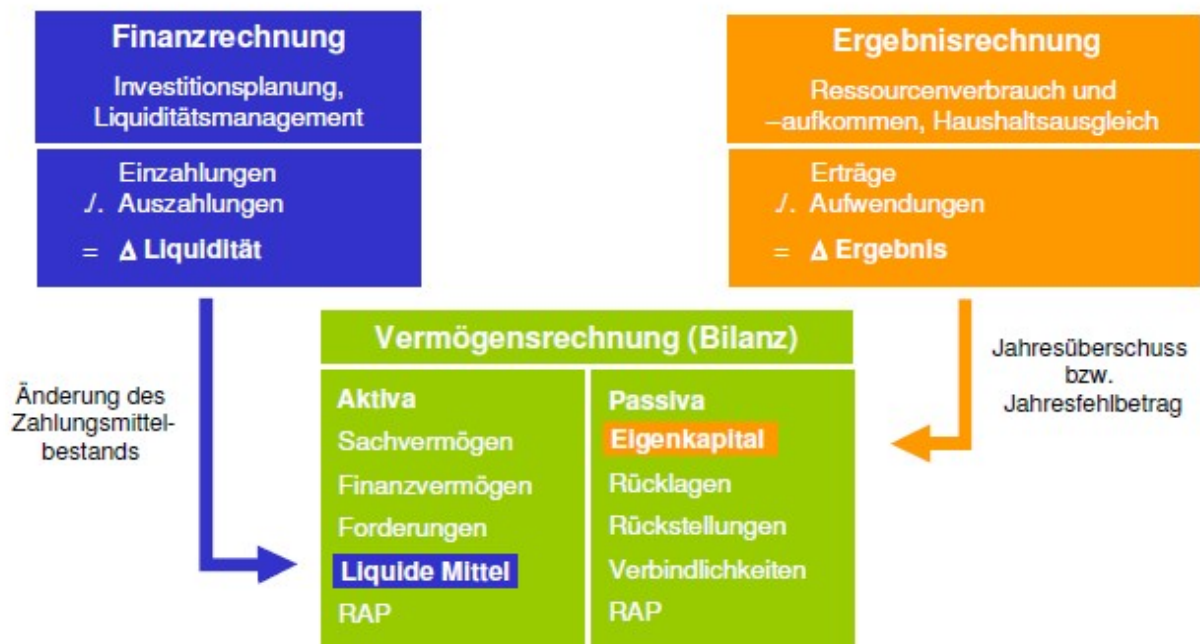 Finanzrechnung
Investitionsplanung,
Liquiditätsmanagement
Einzahlungen
./. Auszahlungen
= Δ Liquidität
Ergebnisrechnung
Ressourcenverbrauch und
–aufkommen, Haushaltsausgleich
Erträge
./. Aufwendungen
= Δ Ergebnis
Änderung des
Zahlungsmittel-
bestands
Vermögensrechnung (Bilanz)
Aktiva
Sachvermögen
Finanzvermögen
Forderungen
Liquide Mittel
RAP
Passiva
Eigenkapital
Rücklagen
Rückstellungen
Verbindlichkeiten
RAP
Jahresüberschuss
bzw.
Jahresfehlbetrag